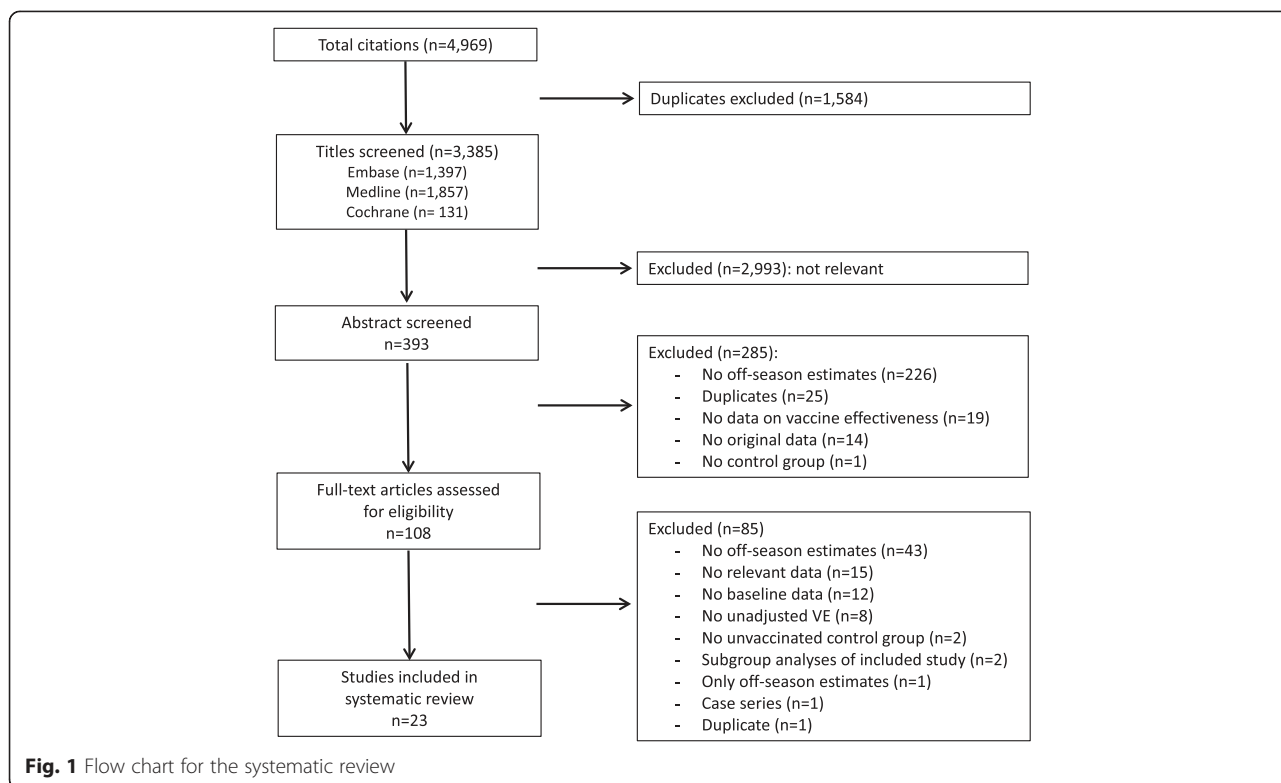 Total citations (n=4,969)
Duplicates excluded (n=1,584)
Titles screened (n=3,385)
Embase (n=1,397)
Medline (n=1,857)
Cochrane (n= 131)
Excluded (n=2,993): not relevant
Abstract screened
n=393
Excluded (n=285):
- No off-season estimates (n=226)
- Duplicates (n=25)
- No data on vaccine effectiveness (n=19)
- No original data (n=14)
- No control group (n=1)
Full-text articles assessed
for eligibility
n=108
Excluded (n=85)
- No off-season estimates (n=43)
- No relevant data (n=15)
- No baseline data (n=12)
- No unadjusted VE (n=8)
- No unvaccinated control group (n=2)
- Subgroup analyses of included study (n=2)
- Only off-season estimates (n=1)
- Case series (n=1)
- Duplicate (n=1)
Studies included in
systematic review
n=23
Fig. 1 Flow chart for the systematic review